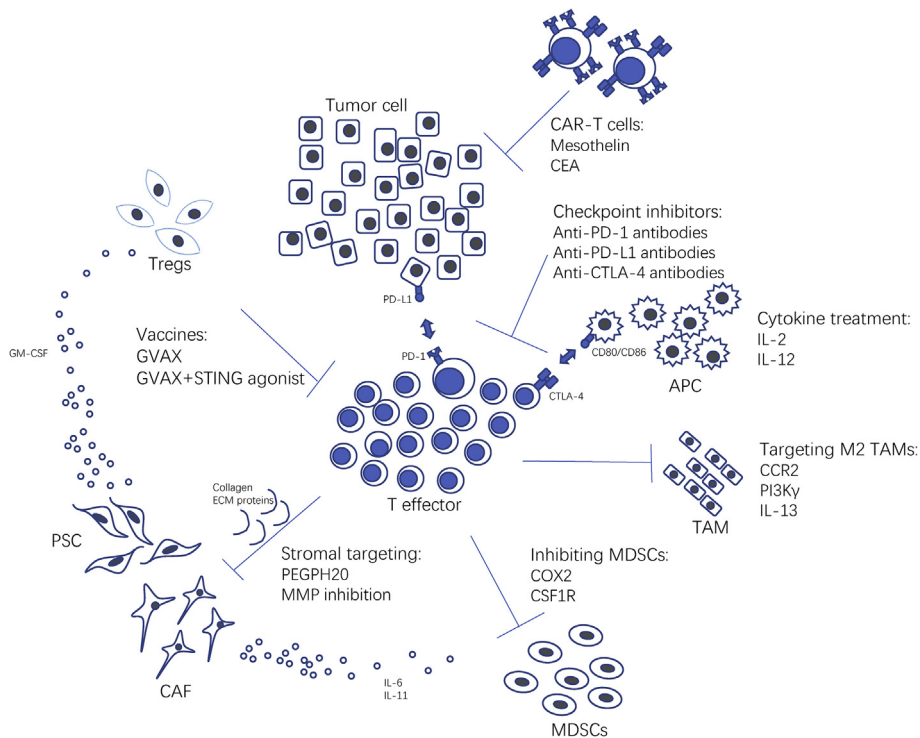 Tumor cell
CAR-T cells:
Mesothelin
CEA
Checkpoint inhibitors:
Anti-PD-1 antibodies
Anti-PD-L1 antibodies
Anti-CTLA-4 antibodies
Tregs
PD-L1
GM-CSF
Vaccines:
GVAX
GVAX+STING agonist
PD-1
CD80/CD86
APC
CTLA-4
Cytokine treatment:
IL-2
IL-12
T effector
Targeting M2 TAMs:
CCR2
PI3Kγ
IL-13
TAM
Collagen
ECM proteins
PSC
Stromal targeting:
PEGPH20
MMP inhibition
Inhibiting MDSCs:
COX2
CSF1R
CAF
IL-6
IL-11
MDSCs